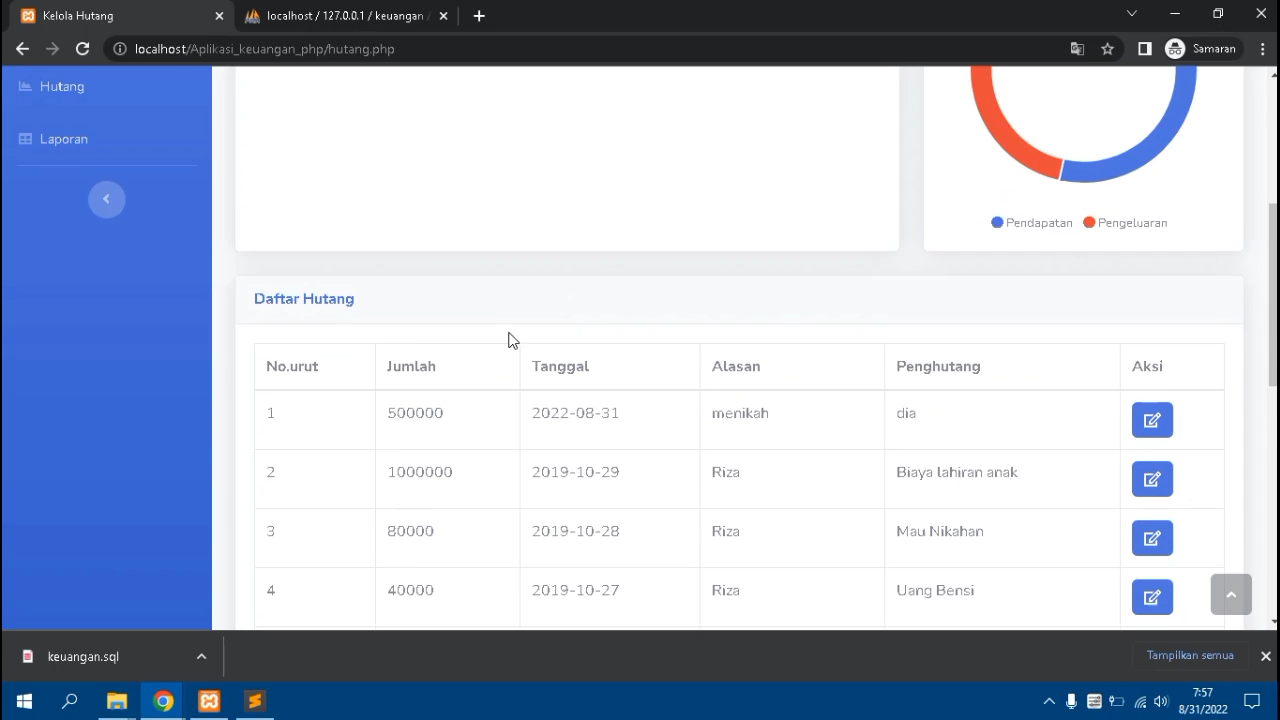 Kelola Hutang
localhost / 127.0.0.1 / keuangan /
localhost/Aplikasi_keuangan_php/hutang.php
Samaran
Hutang
Laporan
Pendapatan
Pengeluaran
Daftar Hutang
No.urut Jumlah Tanggal Alasan Penghutang Aksi
1 500000 2022-08-31 menikah dia
2 1000000 2019-10-29 Riza Biaya lahiran anak
3 80000 2019-10-28 Riza Mau Nikahan
4 40000 2019-10-27 Riza Uang Bensi
keuangan.sql
Tampilkan semua
7:57
8/31/2022